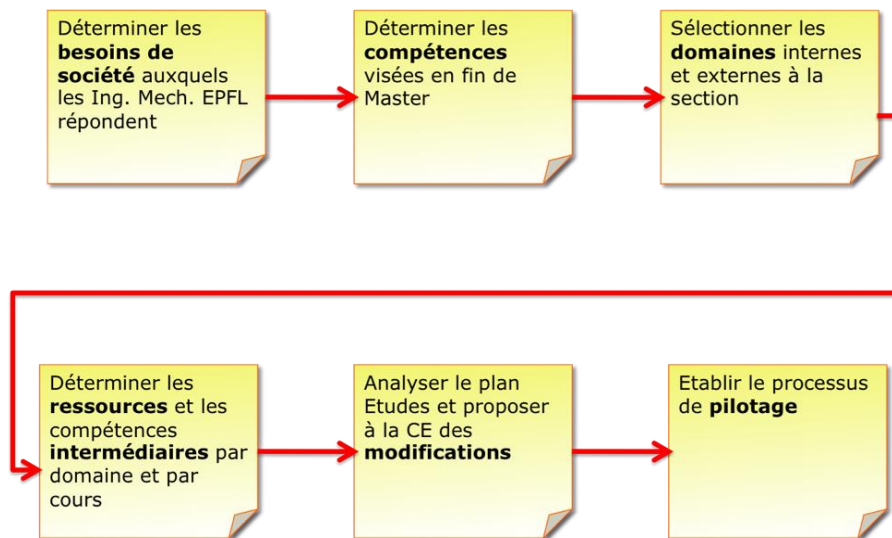 Déterminer les
besoins de
société auxquels
les Ing. Mech. EPFL
répondent
Déterminer les
compétences
visées en fin de
Master
Sélectionner les
domaines internes
et externes à la
section
Déterminer les
ressources et les
compétences
intermédiaires par
domaine et par
cours
Analyser le plan
Etudes et proposer
à la CE des
modifications
Etablir le processus
de pilotage